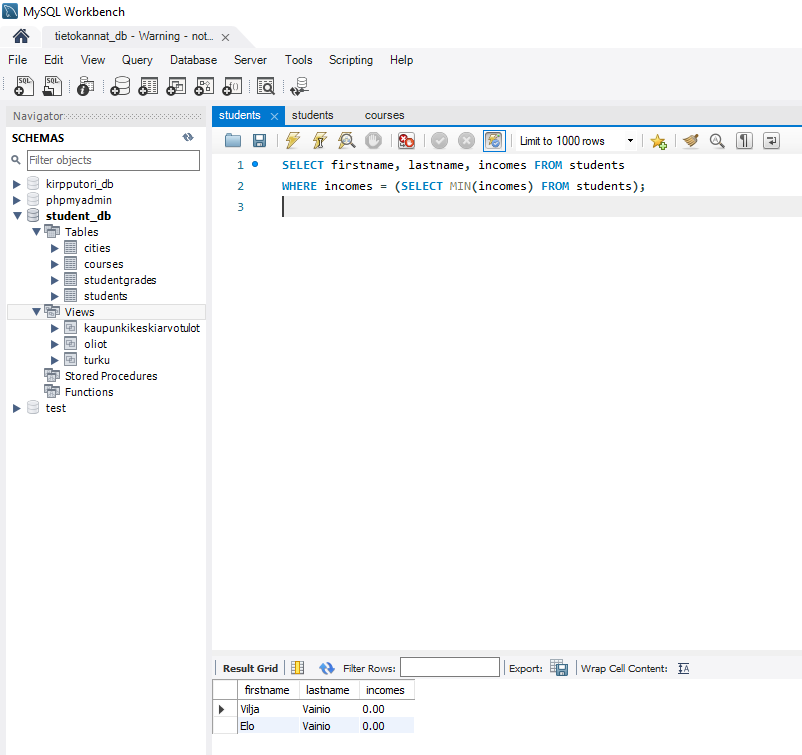 MySQL Workbench
tietokannat_db - Warning - not...
File Edit View Query Database Server Tools Scripting Help
Navigator
SCHEMAS
Filter objects
kirpputori_db
phpmyadmin
student_db
Tables
cities
courses
studentgrades
students
Views
kaupunkikeskiarvotulot
oliot
turku
Stored Procedures
Functions
test
students students courses
Limit to 1000 rows
1 SELECT firstname, lastname, incomes FROM students
2 WHERE incomes = (SELECT MIN(incomes) FROM students);
3
Result Grid Filter Rows: Export: Wrap Cell Content:
firstname lastname incomes
Vilja Vainio 0.00
Elo Vainio 0.00